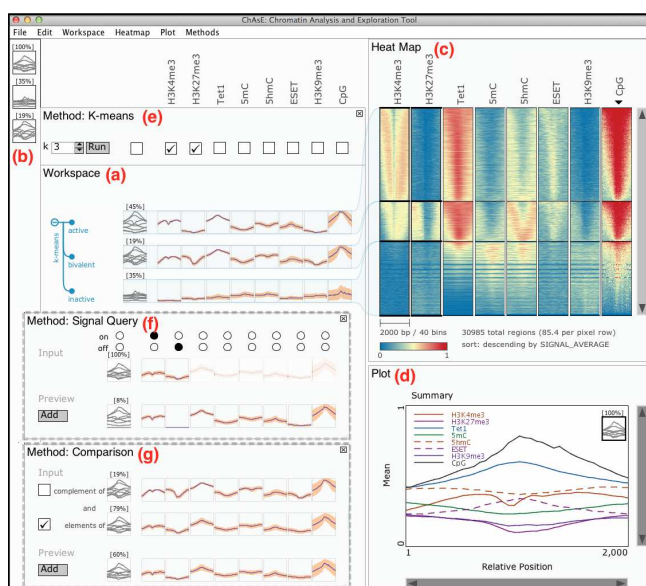 ChAsE: Chromatin Analysis and Exploration Tool
File Edit Workspace Heatmap Plot Methods
[100%]
[35%]
[19%]
(b)
H3K4me3 H3K27me3 Tet1 5mC 5hmC ESET H3K9me3 CpG
Method: K-means (e)
k 3 Run
Workspace (a)
k-means
active
bivalent
inactive
[45%]
[19%]
[35%]
Method: Signal Query (f)
on
off
Input
[100%]
Preview
[8%]
Add
Method: Comparison (g)
Input
[19%]
complement of
and
[79%]
elements of
Preview
[60%]
Add
Heat Map (c)
H3K4me3 H3K27me3 Tet1 5mC 5hmC ESET H3K9me3 CpG
2000 bp / 40 bins 30985 total regions (85.4 per pixel row)
sort: descending by SIGNAL_AVERAGE
0 1
Plot (d)
Summary
1
H3K4me3
H3K27me3
Tet1
5mC
5hmC
ESET
H3K9me3
CpG
[100%]
Mean
0
1 2,000
Relative Position